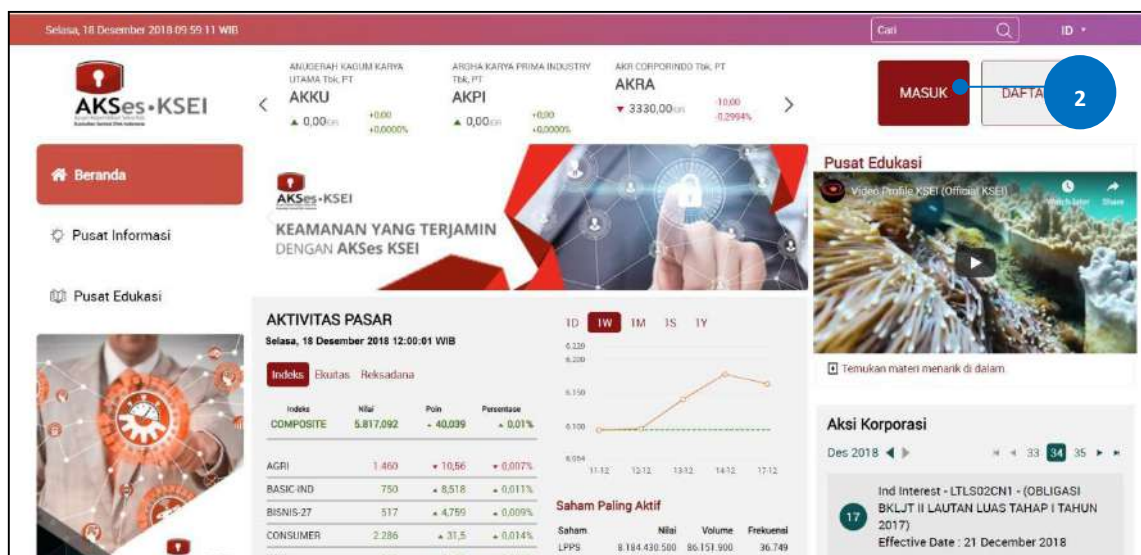 Selasa, 18 Desember 2018 09:59:11 WIB
Cari
ID
AKSes•KSEI
ANUGERAH KAGUM KARYA
UTAMA Tbk, PT
AKKU
0,00
+0,00
+0,0000%
ARGHA KARYA PRIMA INDUSTRY
Tbk, PT
AKPI
0,00
+0,00
+0,0000%
AKR CORPORINDO Tbk, PT
AKRA
3330,00
-10,00
-0,2994%
MASUK
DAFTA
2
Beranda
Pusat Informasi
Pusat Edukasi
AKSes•KSEI
KEAMANAN YANG TERJAMIN
DENGAN AKSes KSEI
Pusat Edukasi
Video Profile KSEI (Official KSEI)
Watch later
Share
Temukan materi menarik di dalam.
AKTIVITAS PASAR
Selasa, 18 Desember 2018 12:00:01 WIB
Indeks Ekuitas Reksadana
Indeks Nilai Poin Persentase
COMPOSITE 5.817,092 40,039 0,01%
AGRI 1.460 10,56 0,007%
BASIC-IND 750 8,518 0,011%
BISNIS-27 517 4,759 0,009%
CONSUMER 2.286 31,5 0,014%
1D 1W 1M 1S 1Y
6.200
6.150
6.100
11-12 12-12 13-12 14-12 17-12
Saham Paling Aktif
Saham Nilai Volume Frekuensi
LPPS 8.184.430.500 86.151.900 36.749
Aksi Korporasi
Des 2018
33 34 35
17
Ind Interest - LTLS02CN1 - (OBLIGASI
BKLJT II LAUTAN LUAS TAHAP I TAHUN
2017)
Effective Date : 21 December 2018